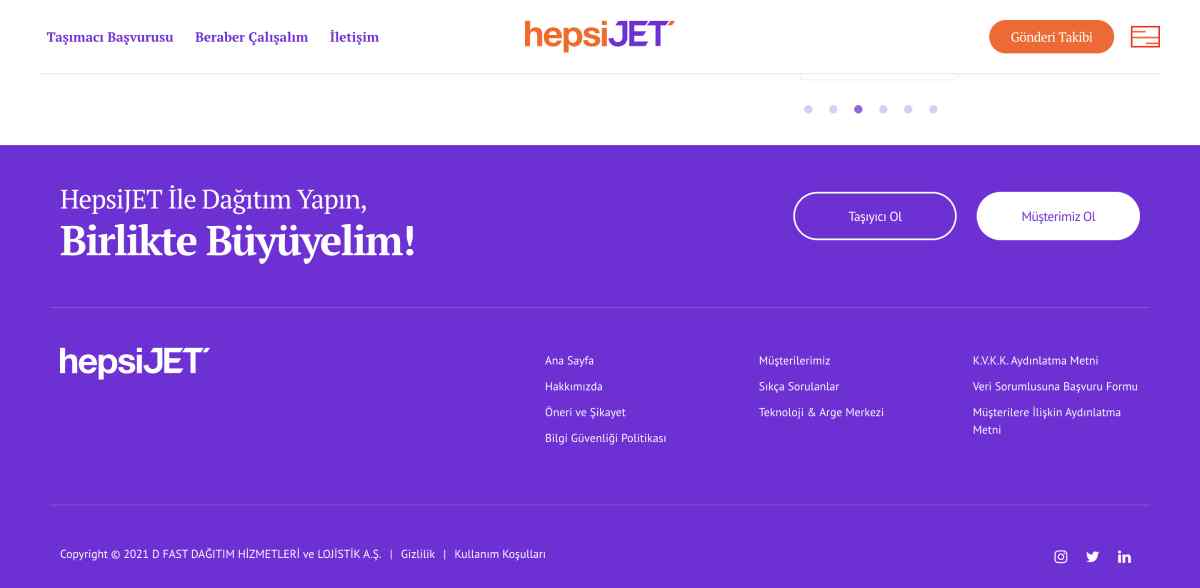 Taşımacı Başvurusu
Beraber Çalışalım
İletişim
hepsiJET
Gönderi Takibi
HepsiJET İle Dağıtım Yapın,
Birlikte Büyüyelim!
Taşıyıcı Ol
Müşterimiz Ol
hepsiJET
Ana Sayfa
Hakkımızda
Öneri ve Şikayet
Bilgi Güvenliği Politikası
Müşterilerimiz
Sıkça Sorulanlar
Teknoloji & Arge Merkezi
K.V.K.K. Aydınlatma Metni
Veri Sorumlusuna Başvuru Formu
Müşterilere İlişkin Aydınlatma
Metni
Copyright © 2021 D FAST DAĞITIM HİZMETLERİ ve LOJİSTİK A.Ş. | Gizlilik | Kullanım Koşulları